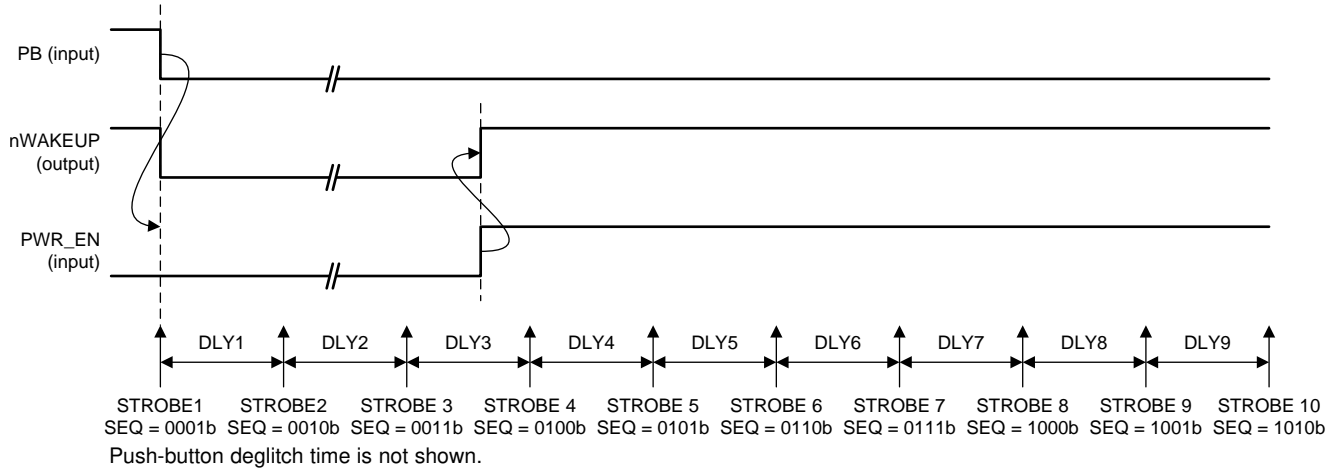 PB (input)
nWAKEUP
(output)
PWR_EN
(input)
DLY1 DLY2 DLY3 DLY4 DLY5 DLY6 DLY7 DLY8 DLY9
STROBE1 STROBE2 STROBE 3 STROBE 4 STROBE 5 STROBE 6 STROBE 7 STROBE 8 STROBE 9 STROBE 10
SEQ = 0001b SEQ = 0010b SEQ = 0011b SEQ = 0100b SEQ = 0101b SEQ = 0110b SEQ = 0111b SEQ = 1000b SEQ = 1001b SEQ = 1010b
Push-button deglitch time is not shown.